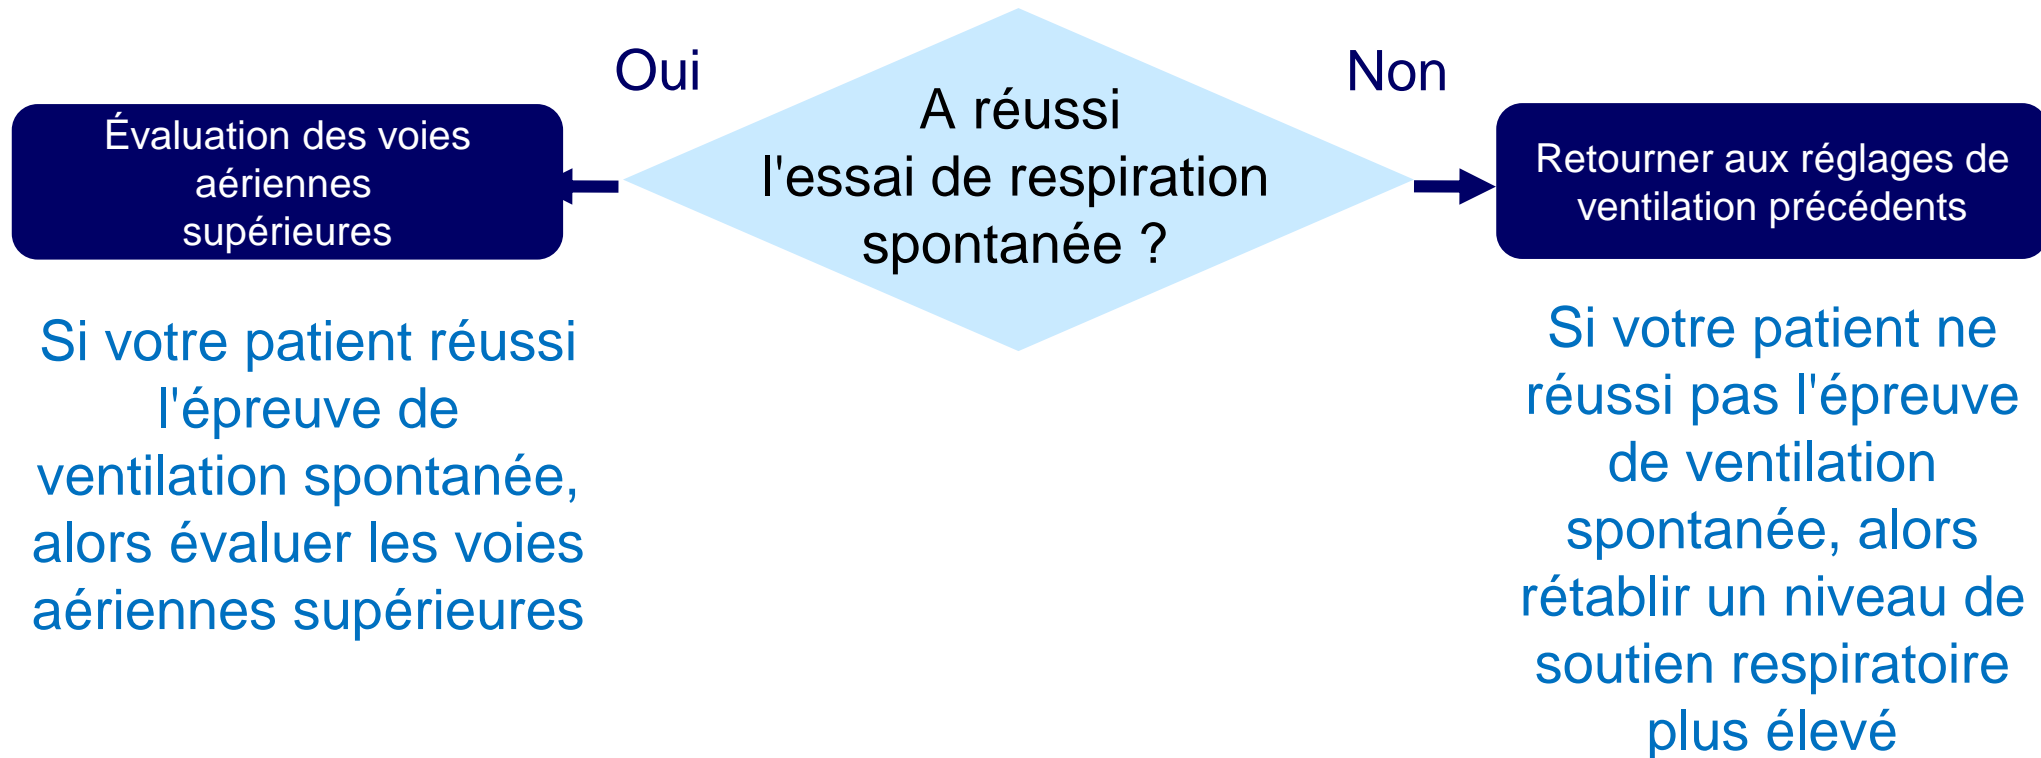 Oui
Non
A réussi
l'essai de respiration
spontanée ?
Évaluation des voies
aériennes
supérieures
Retourner aux réglages de
ventilation précédents
Si votre patient réussi
l'épreuve de
ventilation spontanée,
alors évaluer les voies
aériennes supérieures
Si votre patient ne
réussi pas l'épreuve
de ventilation
spontanée, alors
rétablir un niveau de
soutien respiratoire
plus élevé